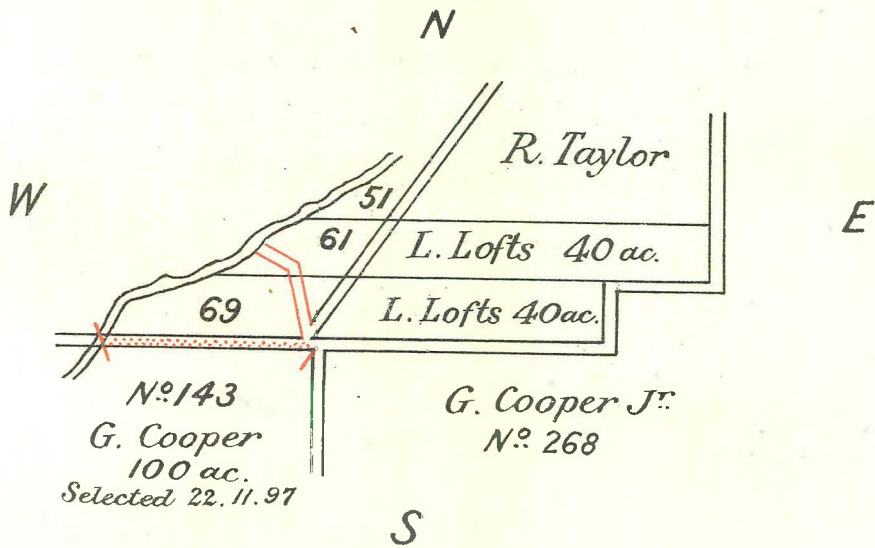 N
R. Taylor
W
51
E
61
L. Lofts 40 ac.
69
L. Lofts 40ac.
Nº 143
G. Cooper
100 ac.
Selected 22.11.97
G. Cooper Jr.
Nº 268
S